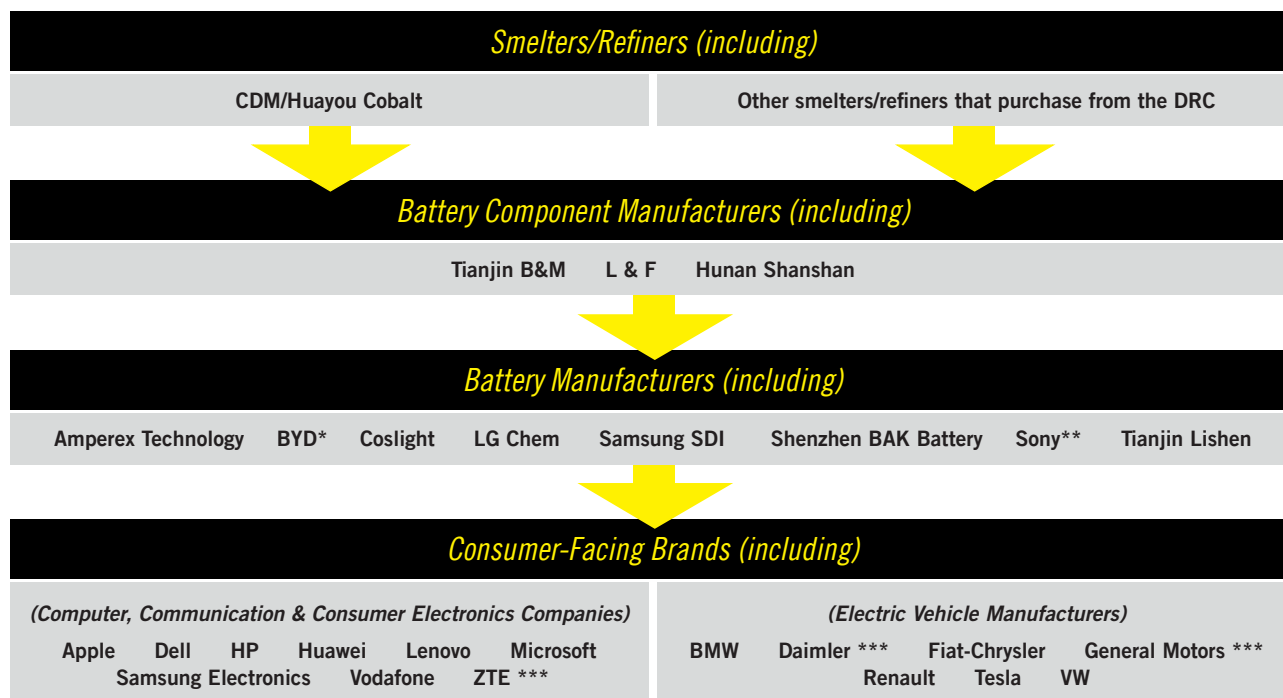 Smelters/Refiners (including)
CDM/Huayou Cobalt
Other smelters/refiners that purchase from the DRC
Battery Component Manufacturers (including)
Tianjin B&M L & F Hunan Shanshan
Battery Manufacturers (including)
Amperex Technology BYD* Coslight LG Chem Samsung SDI Shenzhen BAK Battery Sony** Tianjin Lishen
Consumer-Facing Brands (including)
(Computer, Communication & Consumer Electronics Companies)
Apple Dell HP Huawei Lenovo Microsoft
Samsung Electronics Vodafone ZTE ***
(Electric Vehicle Manufacturers)
BMW Daimler *** Fiat-Chrysler General Motors ***
Renault Tesla VW